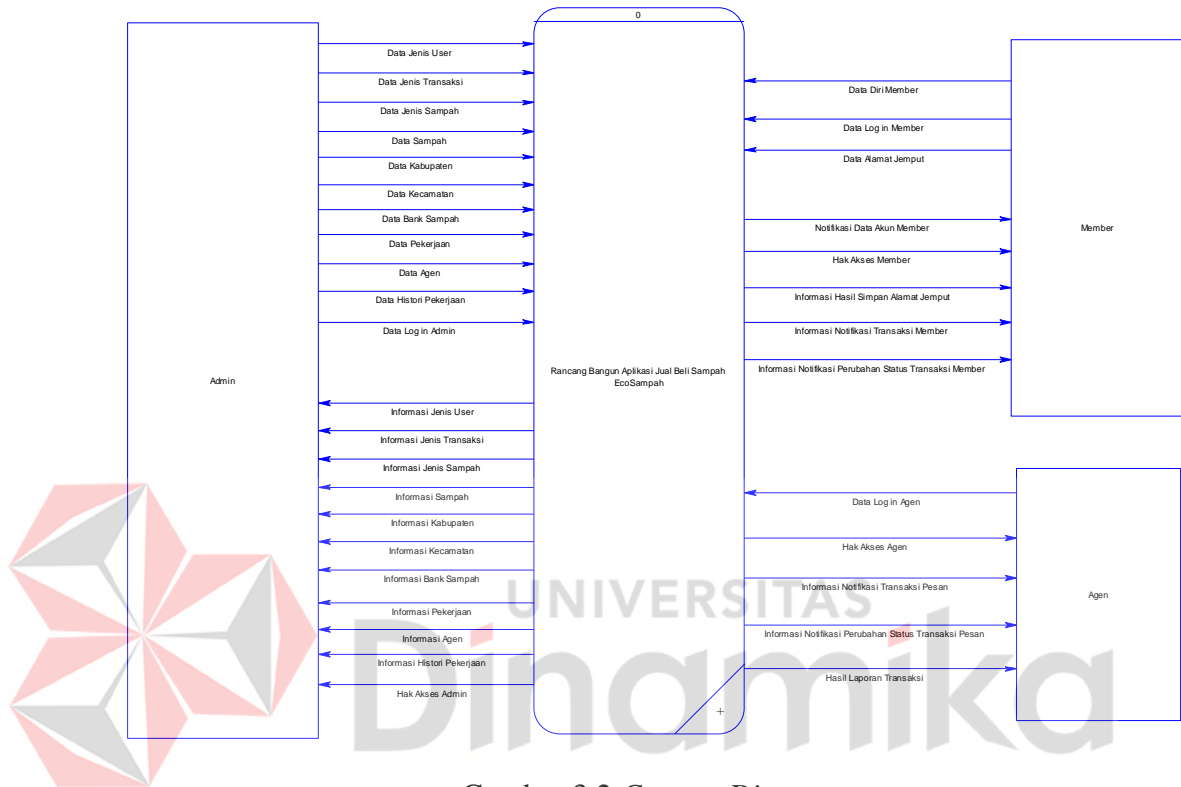 0
Data Jenis User
Data Jenis Transaksi
Data Jenis Sampah
Data Sampah
Data Kabupaten
Data Kecamatan
Data Bank Sampah
Data Pekerjaan
Data Agen
Data Histori Pekerjaan
Data Log in Admin
Admin
Informasi Jenis User
Informasi Jenis Transaksi
Informasi Jenis Sampah
Informasi Sampah
Informasi Kabupaten
Informasi Kecamatan
Informasi Bank Sampah
Informasi Pekerjaan
Informasi Agen
Informasi Histori Pekerjaan
Hak Akses Admin
Rancang Bangun Aplikasi Jual Beli Sampah
EcoSampah
+
Data Diri Member
Data Log in Member
Data Alamat Jemput
Notifikasi Data Akun Member
Hak Akses Member
Informasi Hasil Simpan Alamat Jemput
Informasi Notifikasi Transaksi Member
Informasi Notifikasi Perubahan Status Transaksi Member
Member
Data Log in Agen
Hak Akses Agen
Informasi Notifikasi Transaksi Pesan
Informasi Notifikasi Perubahan Status Transaksi Pesan
Hasil Laporan Transaksi
Agen
UNIVERSITAS
Dinamika